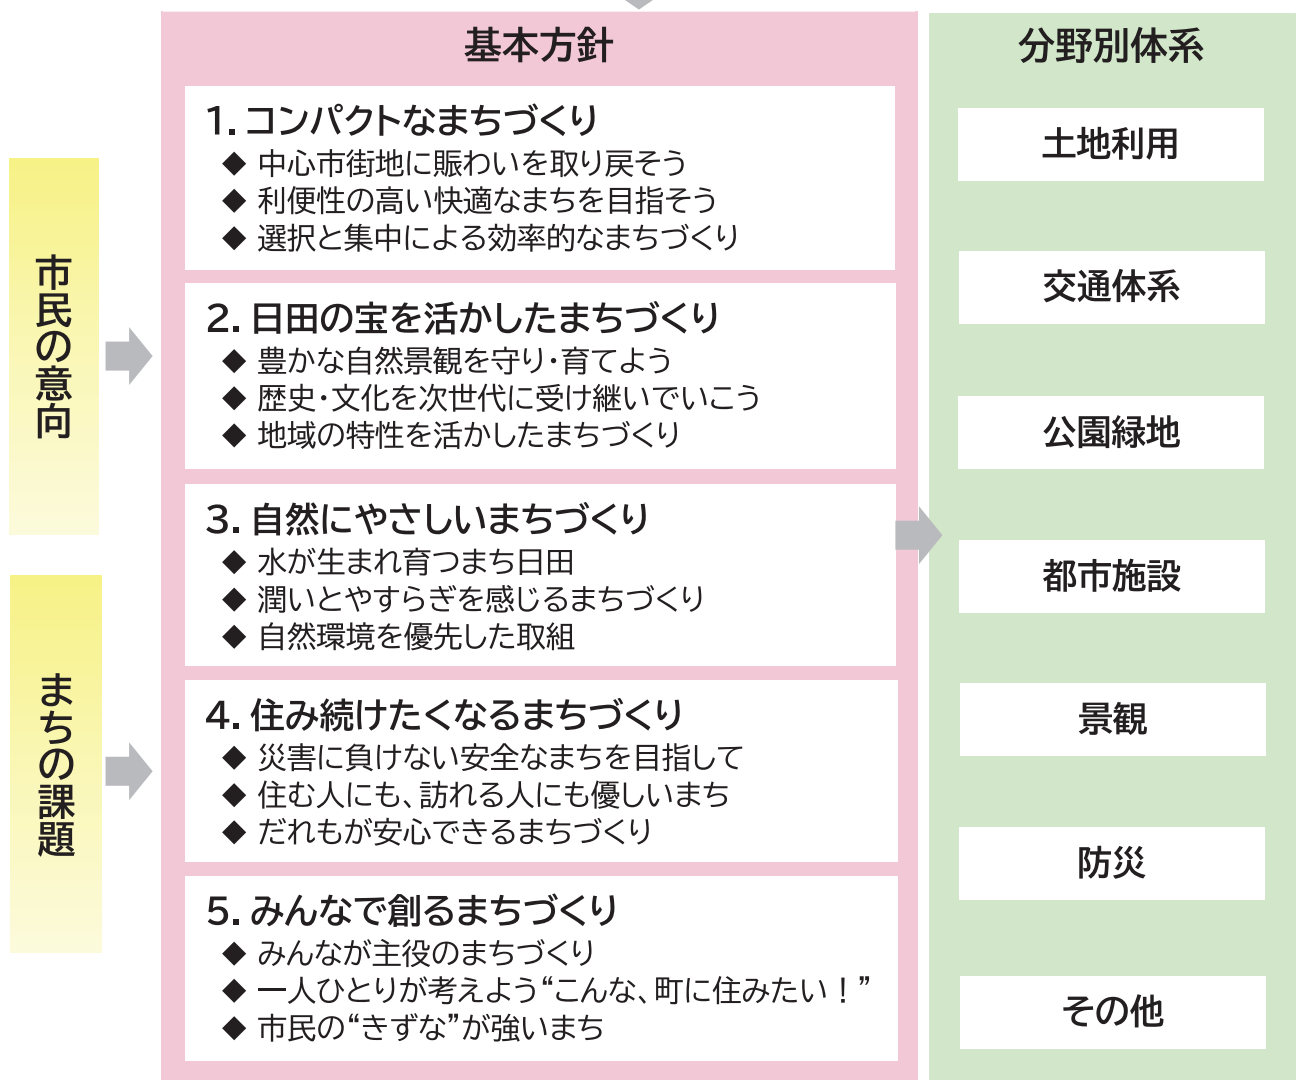 市民の意向
まちの課題
基本方針
1. コンパクトなまちづくり
◆ 中心市街地に賑わいを取り戻そう
◆ 利便性の高い快適なまちを目指そう
◆ 選択と集中による効率的なまちづくり
2. 日田の宝を活かしたまちづくり
◆ 豊かな自然景観を守り・育てよう
◆ 歴史・文化を次世代に受け継いでいこう
◆ 地域の特性を活かしたまちづくり
3. 自然にやさしいまちづくり
◆ 水が生まれ育つまち日田
◆ 潤いとやすらぎを感じるまちづくり
◆ 自然環境を優先した取組
4. 住み続けたくなるまちづくり
◆ 災害に負けない安全なまちを目指して
◆ 住む人にも、訪れる人にも優しいまち
◆ だれもが安心できるまちづくり
5. みんなで創るまちづくり
◆ みんなが主役のまちづくり
◆ 一人ひとりが考えよう“こんな、町に住みたい！”
◆ 市民の“きずな”が強いまち
分野別体系
土地利用
交通体系
公園緑地
都市施設
景観
防災
その他